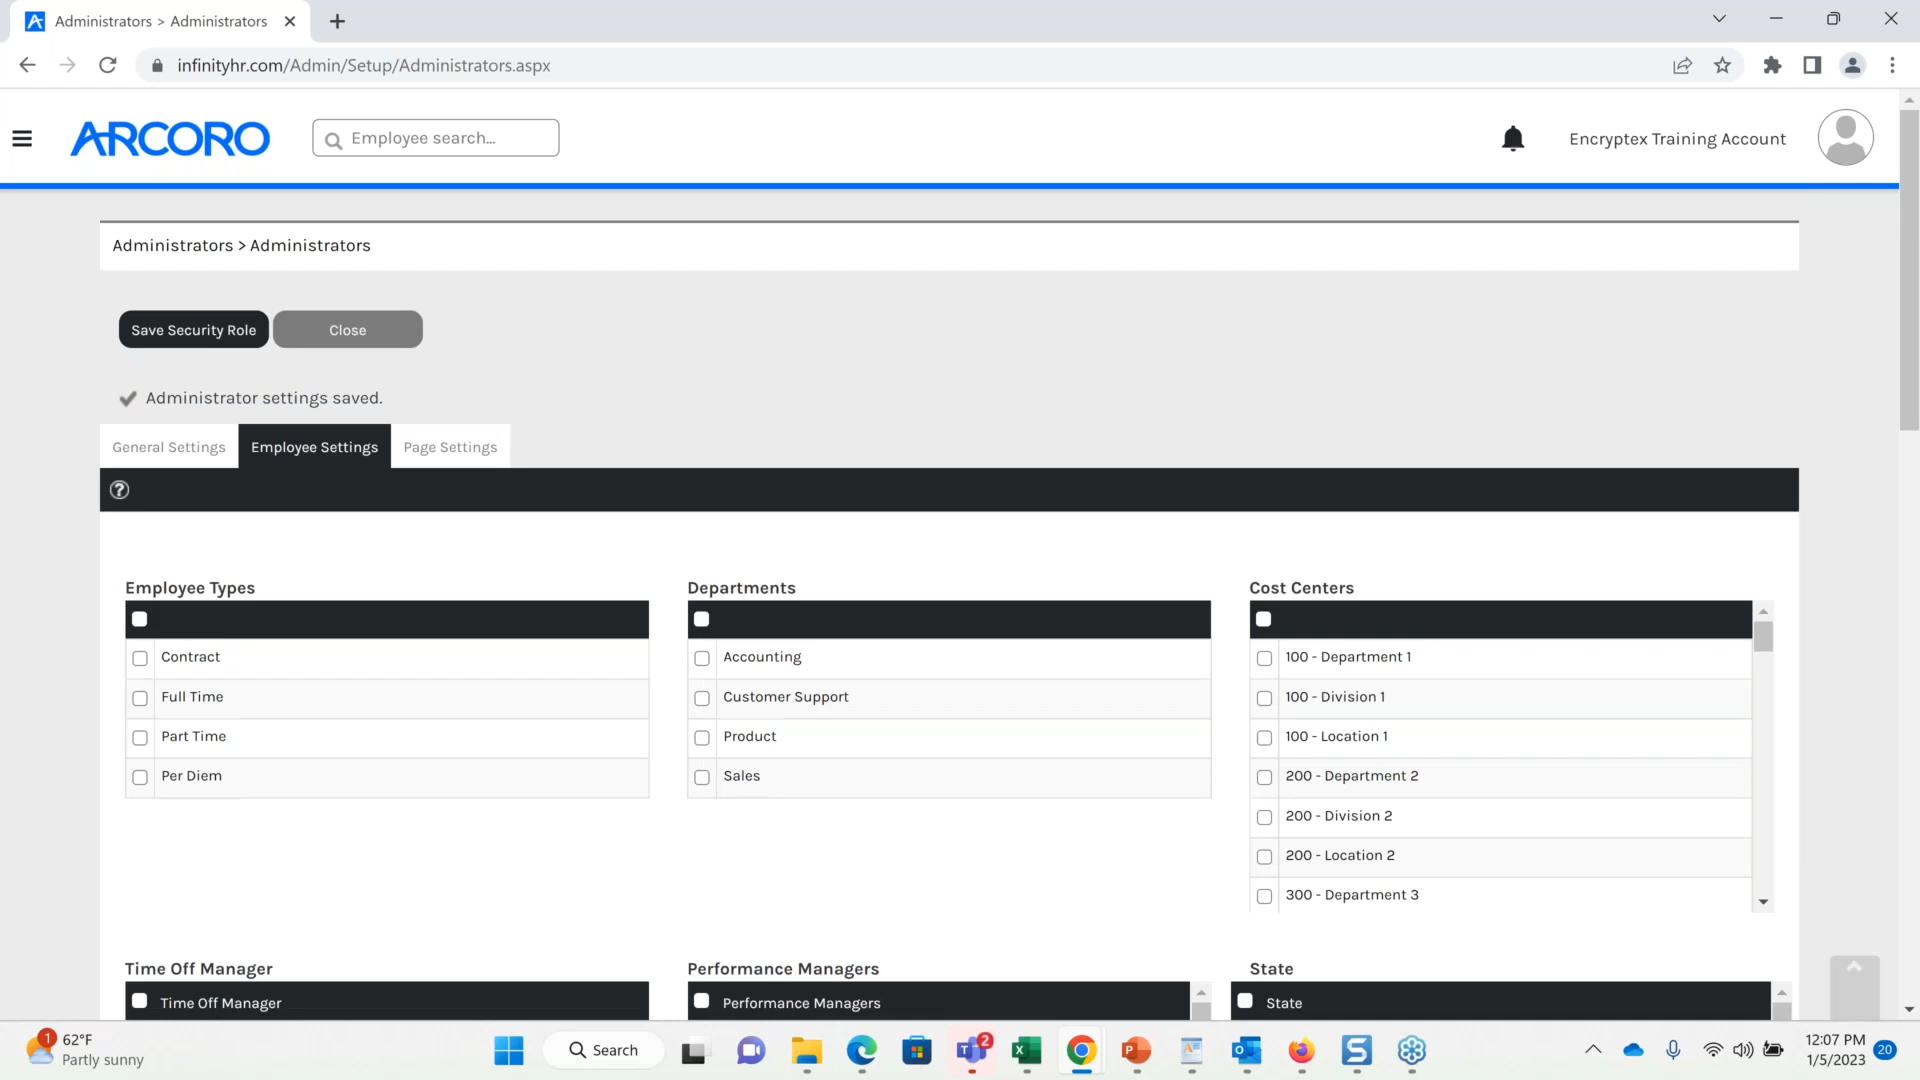 Administrators > Administrators
infinityhr.com/Admin/Setup/Administrators.aspx
ARCORO
Employee search...
Encryptex Training Account
Administrators > Administrators
Save Security Role
Close
Administrator settings saved.
General Settings
Employee Settings
Page Settings
?
Employee Types
Contract
Full Time
Part Time
Per Diem
Departments
Accounting
Customer Support
Product
Sales
Cost Centers
100 - Department 1
100 - Division 1
100 - Location 1
200 - Department 2
200 - Division 2
200 - Location 2
300 - Department 3
Time Off Manager
Time Off Manager
Performance Managers
Performance Managers
State
State
1
62°F
Partly sunny
Search
2
12:07 PM
1/5/2023
20